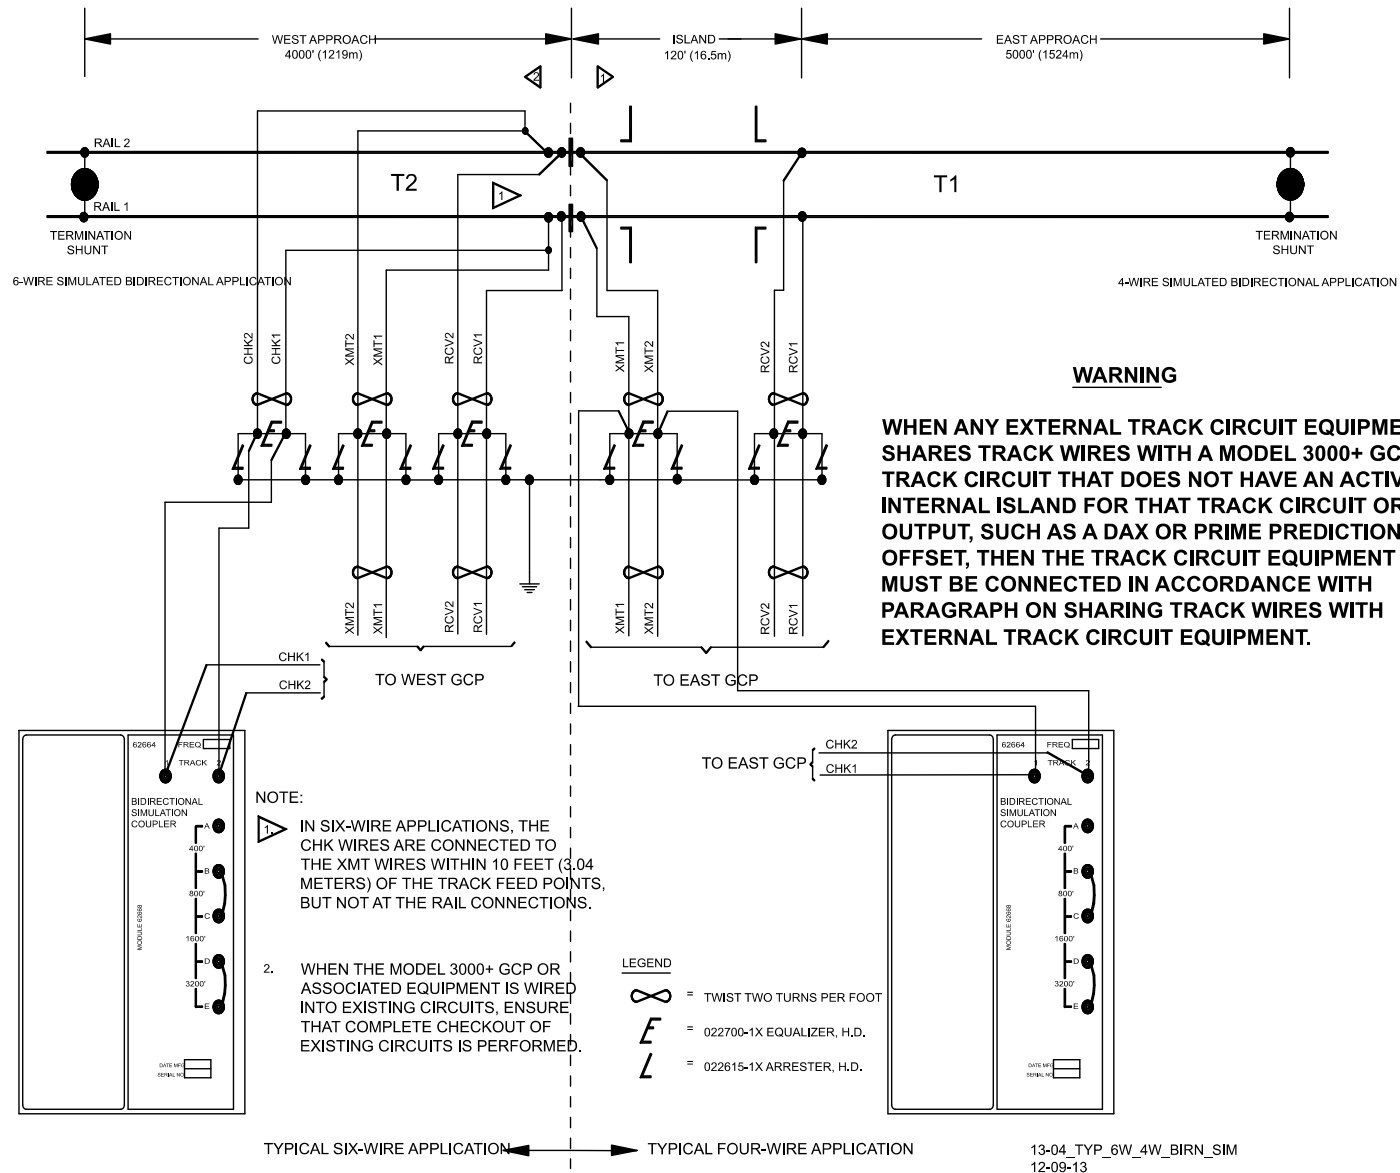 WEST APPROACH
4000' (1219m)
ISLAND
120' (16.5m)
EAST APPROACH
5000' (1524m)
2
1
RAIL 2
T2
T1
1
RAIL 1
TERMINATION
SHUNT
TERMINATION
SHUNT
6-WIRE SIMULATED BIDIRECTIONAL APPLICATION
4-WIRE SIMULATED BIDIRECTIONAL APPLICATION
CHK2
CHK1
XMT2
XMT1
RCV2
RCV1
XMT1
XMT2
RCV2
RCV1
WARNING
WHEN ANY EXTERNAL TRACK CIRCUIT EQUIPME
SHARES TRACK WIRES WITH A MODEL 3000+ GC
TRACK CIRCUIT THAT DOES NOT HAVE AN ACTIV
INTERNAL ISLAND FOR THAT TRACK CIRCUIT OR
OUTPUT, SUCH AS A DAX OR PRIME PREDICTION
OFFSET, THEN THE TRACK CIRCUIT EQUIPMENT
MUST BE CONNECTED IN ACCORDANCE WITH
PARAGRAPH ON SHARING TRACK WIRES WITH
EXTERNAL TRACK CIRCUIT EQUIPMENT.
XMT2
XMT1
RCV2
RCV1
XMT1
XMT2
RCV2
RCV1
CHK1
CHK2
TO WEST GCP
TO EAST GCP
62664
FREQ
1
TRACK
2
BIDIRECTIONAL
SIMULATION
COUPLER
A
400'
B
800'
C
1600'
D
3200'
E
MODULE 62668
DATE MFG
SERIAL NO
TO EAST GCP
CHK2
CHK1
62664
FREQ
1
TRACK
2
BIDIRECTIONAL
SIMULATION
COUPLER
A
400'
B
800'
C
1600'
D
3200'
E
MODULE 62668
DATE MFG
SERIAL NO
NOTE:
1.
IN SIX-WIRE APPLICATIONS, THE
CHK WIRES ARE CONNECTED TO
THE XMT WIRES WITHIN 10 FEET (3.04
METERS) OF THE TRACK FEED POINTS,
BUT NOT AT THE RAIL CONNECTIONS.
2. WHEN THE MODEL 3000+ GCP OR
ASSOCIATED EQUIPMENT IS WIRED
INTO EXISTING CIRCUITS, ENSURE
THAT COMPLETE CHECKOUT OF
EXISTING CIRCUITS IS PERFORMED.
LEGEND
= TWIST TWO TURNS PER FOOT
= 022700-1X EQUALIZER, H.D.
= 022615-1X ARRESTER, H.D.
TYPICAL SIX-WIRE APPLICATION
TYPICAL FOUR-WIRE APPLICATION
13-04_TYP_6W_4W_BIRN_SIM
12-09-13